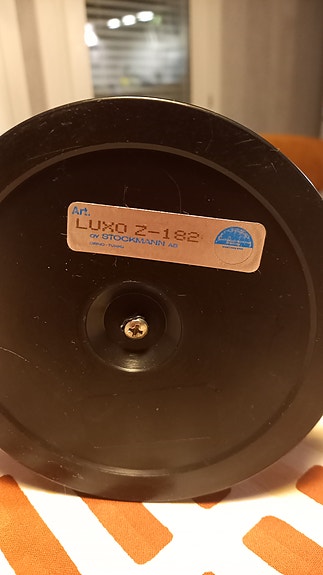 Art.
LUXO Z-182
OY STOCKMANN AB